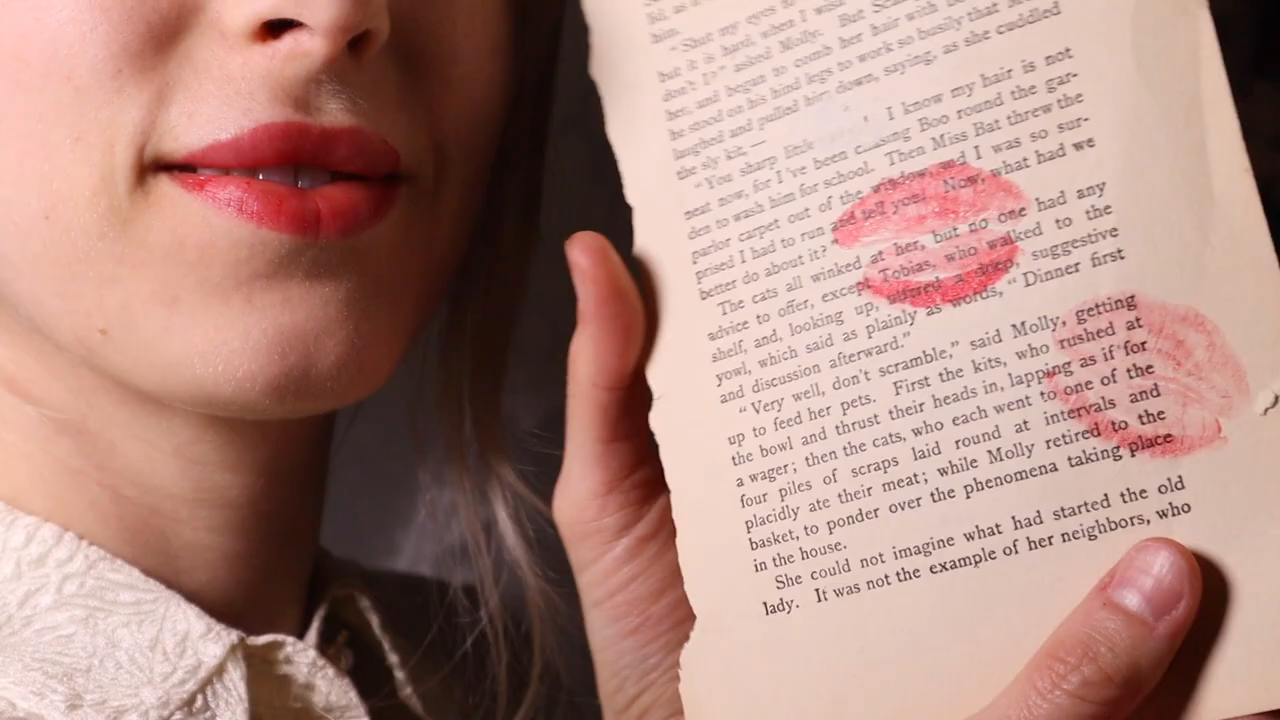 him.
"Shut my eyes
but it is hard, when I wish
don't I?" asked Molly. But
her, and began to comb her hair with
he stood on his hind legs to work so busily that
laughed and pulled him down, saying, as she cuddled
the sly kit,—
"You sharp little I know my hair is not
neat now, for I've been chasing Boo round the gar-
den to wash him for school. Then Miss Bat threw the
parlor carpet out of the window, and I was so sur-
prised I had to run and tell you. Now, what had we
better do about it?"
The cats all winked at her, but no one had any
advice to offer, except Tobias, who walked to the
shelf, and, looking up, uttered a deep, suggestive
yowl, which said as plainly as words, "Dinner first
and discussion afterward."
"Very well, don't scramble," said Molly, getting
up to feed her pets. First the kits, who rushed at
the bowl and thrust their heads in, lapping as if for
a wager; then the cats, who each went to one of the
four piles of scraps laid round at intervals and
placidly ate their meat; while Molly retired to the
basket, to ponder over the phenomena taking place
in the house.
She could not imagine what had started the old
lady. It was not the example of her neighbors, who